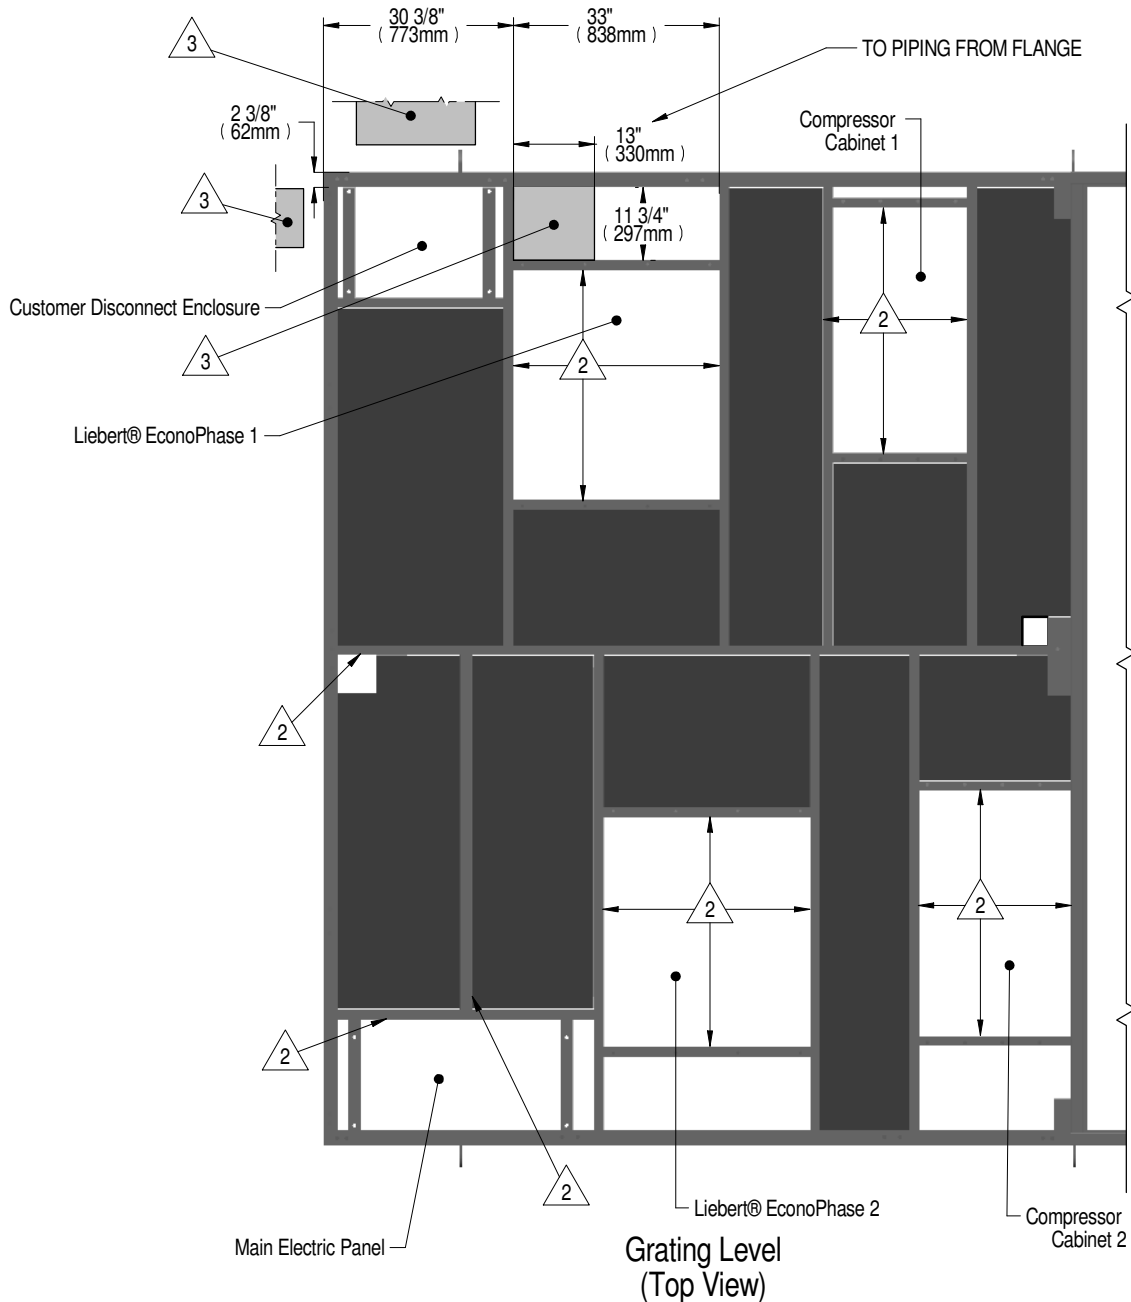 30 3/8"
( 773mm )
33"
( 838mm )
3
TO PIPING FROM FLANGE
2 3/8"
( 62mm )
13"
( 330mm )
Compressor
Cabinet 1
3
11 3/4"
( 297mm )
Customer Disconnect Enclosure
2
3
2
Liebert® EconoPhase 1
2
2
2
2
2
Main Electric Panel
Liebert® EconoPhase 2
Compressor
Cabinet 2
Grating Level
(Top View)